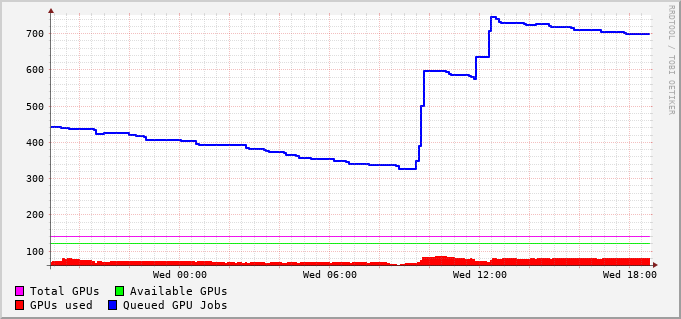 RRDTOOL / TOBI OETIKER
700
600
500
400
300
200
100
Wed 00:00 Wed 06:00 Wed 12:00 Wed 18:00
Total GPUs Available GPUs
GPUs used Queued GPU Jobs